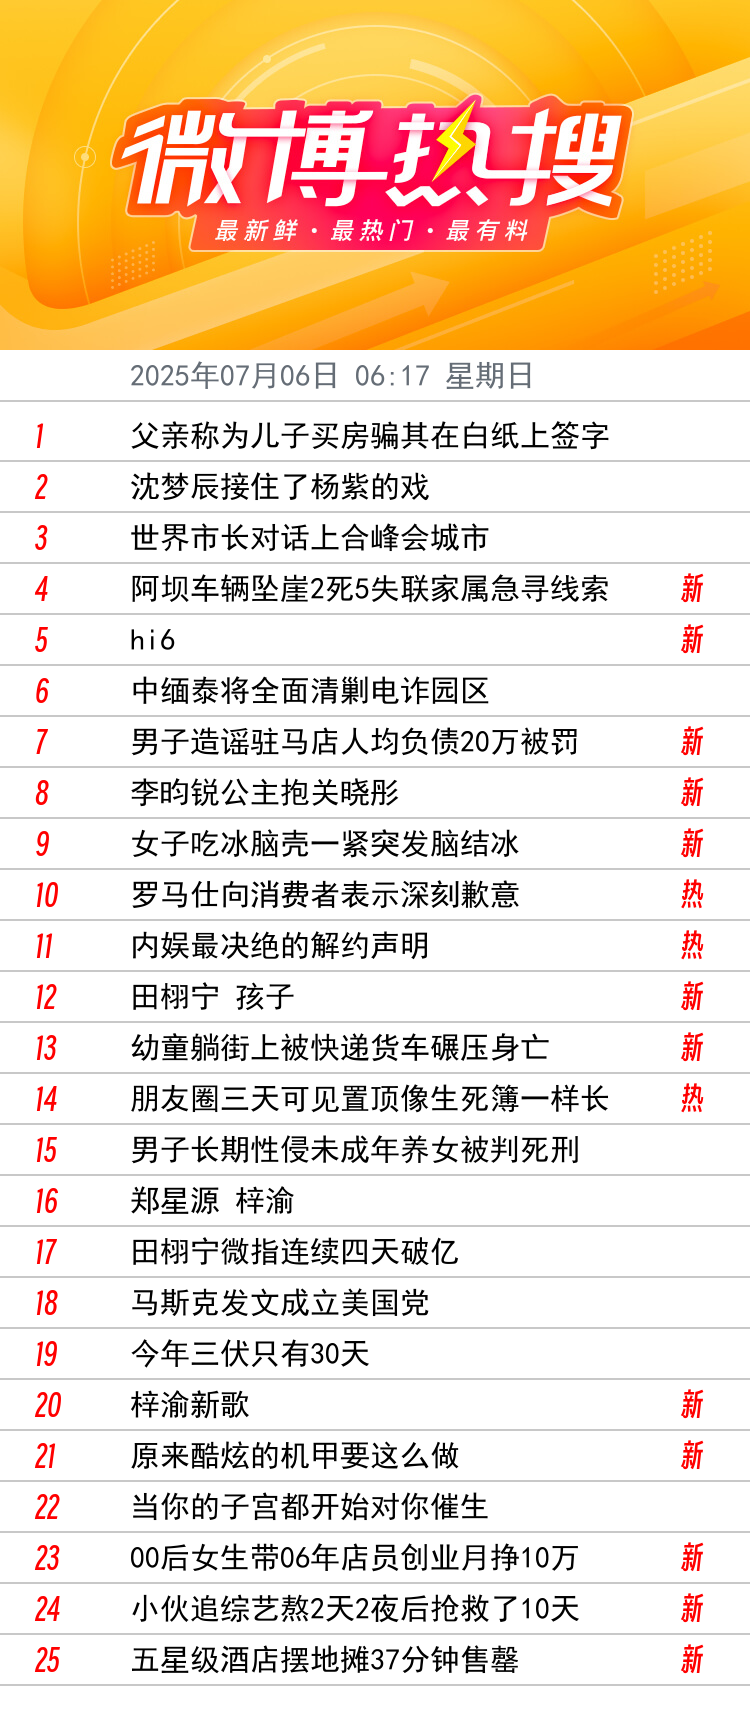 微博热搜
最新鲜·最热门·最有料
2025年07月06日 06:17 星期日
1 父亲称为儿子买房骗其在白纸上签字
2 沈梦辰接住了杨紫的戏
3 世界市长对话上合峰会城市
4 阿坝车辆坠崖2死5失联家属急寻线索 新
5 hi6 新
6 中缅泰将全面清剿电诈园区
7 男子造谣驻马店人均负债20万被罚 新
8 李昀锐公主抱关晓彤 新
9 女子吃冰脑壳一紧突发脑结冰 新
10 罗马仕向消费者表示深刻歉意 热
11 内娱最决绝的解约声明 热
12 田栩宁 孩子 新
13 幼童躺街上被快递货车碾压身亡 新
14 朋友圈三天可见置顶像生死簿一样长 热
15 男子长期性侵未成年养女被判死刑
16 郑星源 梓渝
17 田栩宁微指连续四天破亿
18 马斯克发文成立美国党
19 今年三伏只有30天
20 梓渝新歌 新
21 原来酷炫的机甲要这么做 新
22 当你的子宫都开始对你催生
23 00后女生带06年店员创业月挣10万 新
24 小伙追综艺熬2天2夜后抢救了10天 新
25 五星级酒店摆地摊37分钟售罄 新